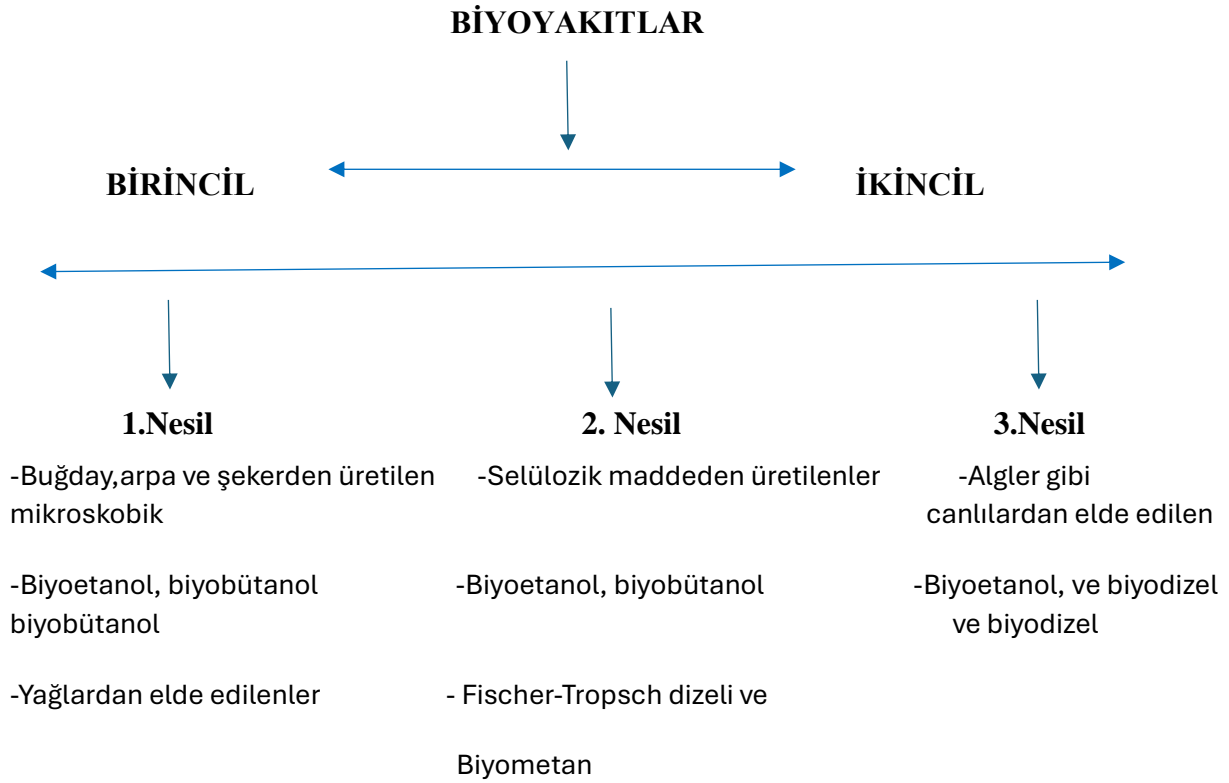 BİYOYAKITLAR
BİRİNCİL
İKİNCİL
1.Nesil
2. Nesil
3.Nesil
-Buğday,arpa ve şekerden üretilen
-Selülozik maddeden üretilenler
-Algler gibi
mikroskobik
canlılardan elde edilen
-Biyoetanol, biyobütanol
-Biyoetanol, biyobütanol
-Biyoetanol, ve biyodizel
biyobütanol
ve biyodizel
-Yağlardan elde edilenler
- Fischer-Tropsch dizeli ve
Biyometan